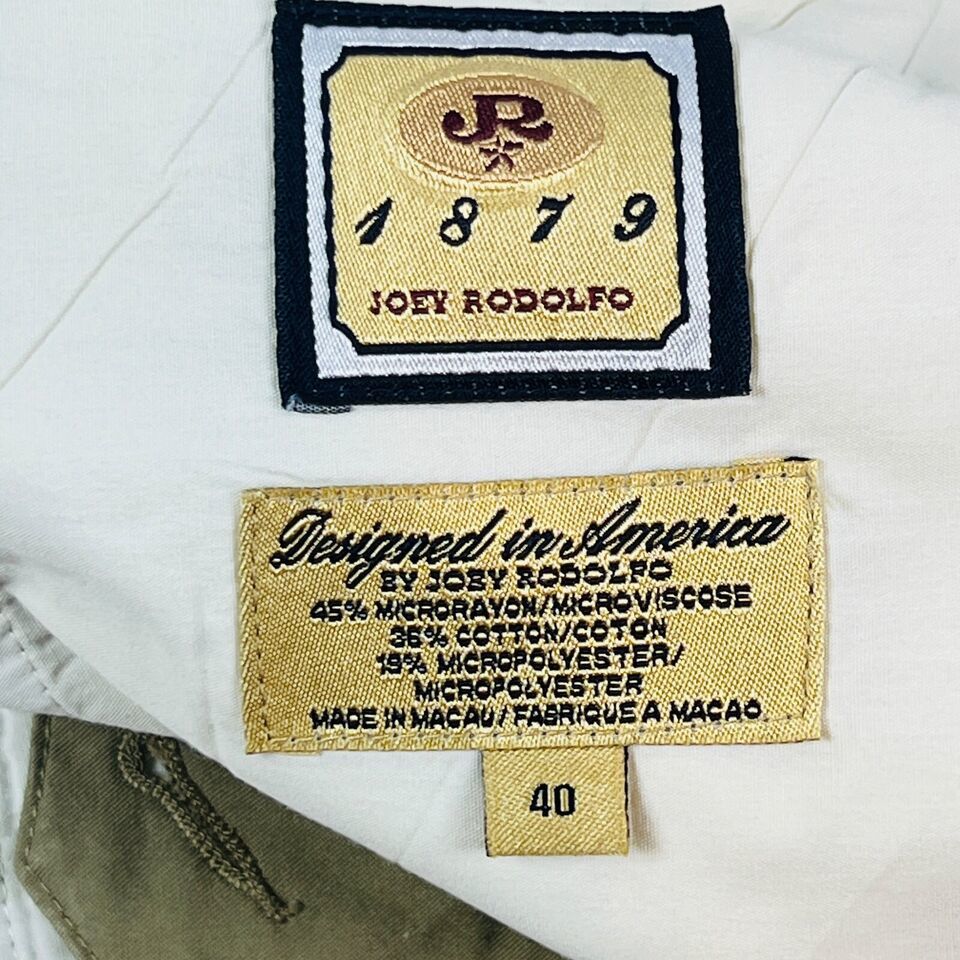 JR
1879
JOEY RODOLFO
Designed in America
BY JOEY RODOLFO
45% MICRORAYON/MICROVISCOSE
36% COTTON/COTON
19% MICROPOLYESTER/
MICROPOLYESTER
MADE IN MACAU/FABRIQUE A MACAO
40